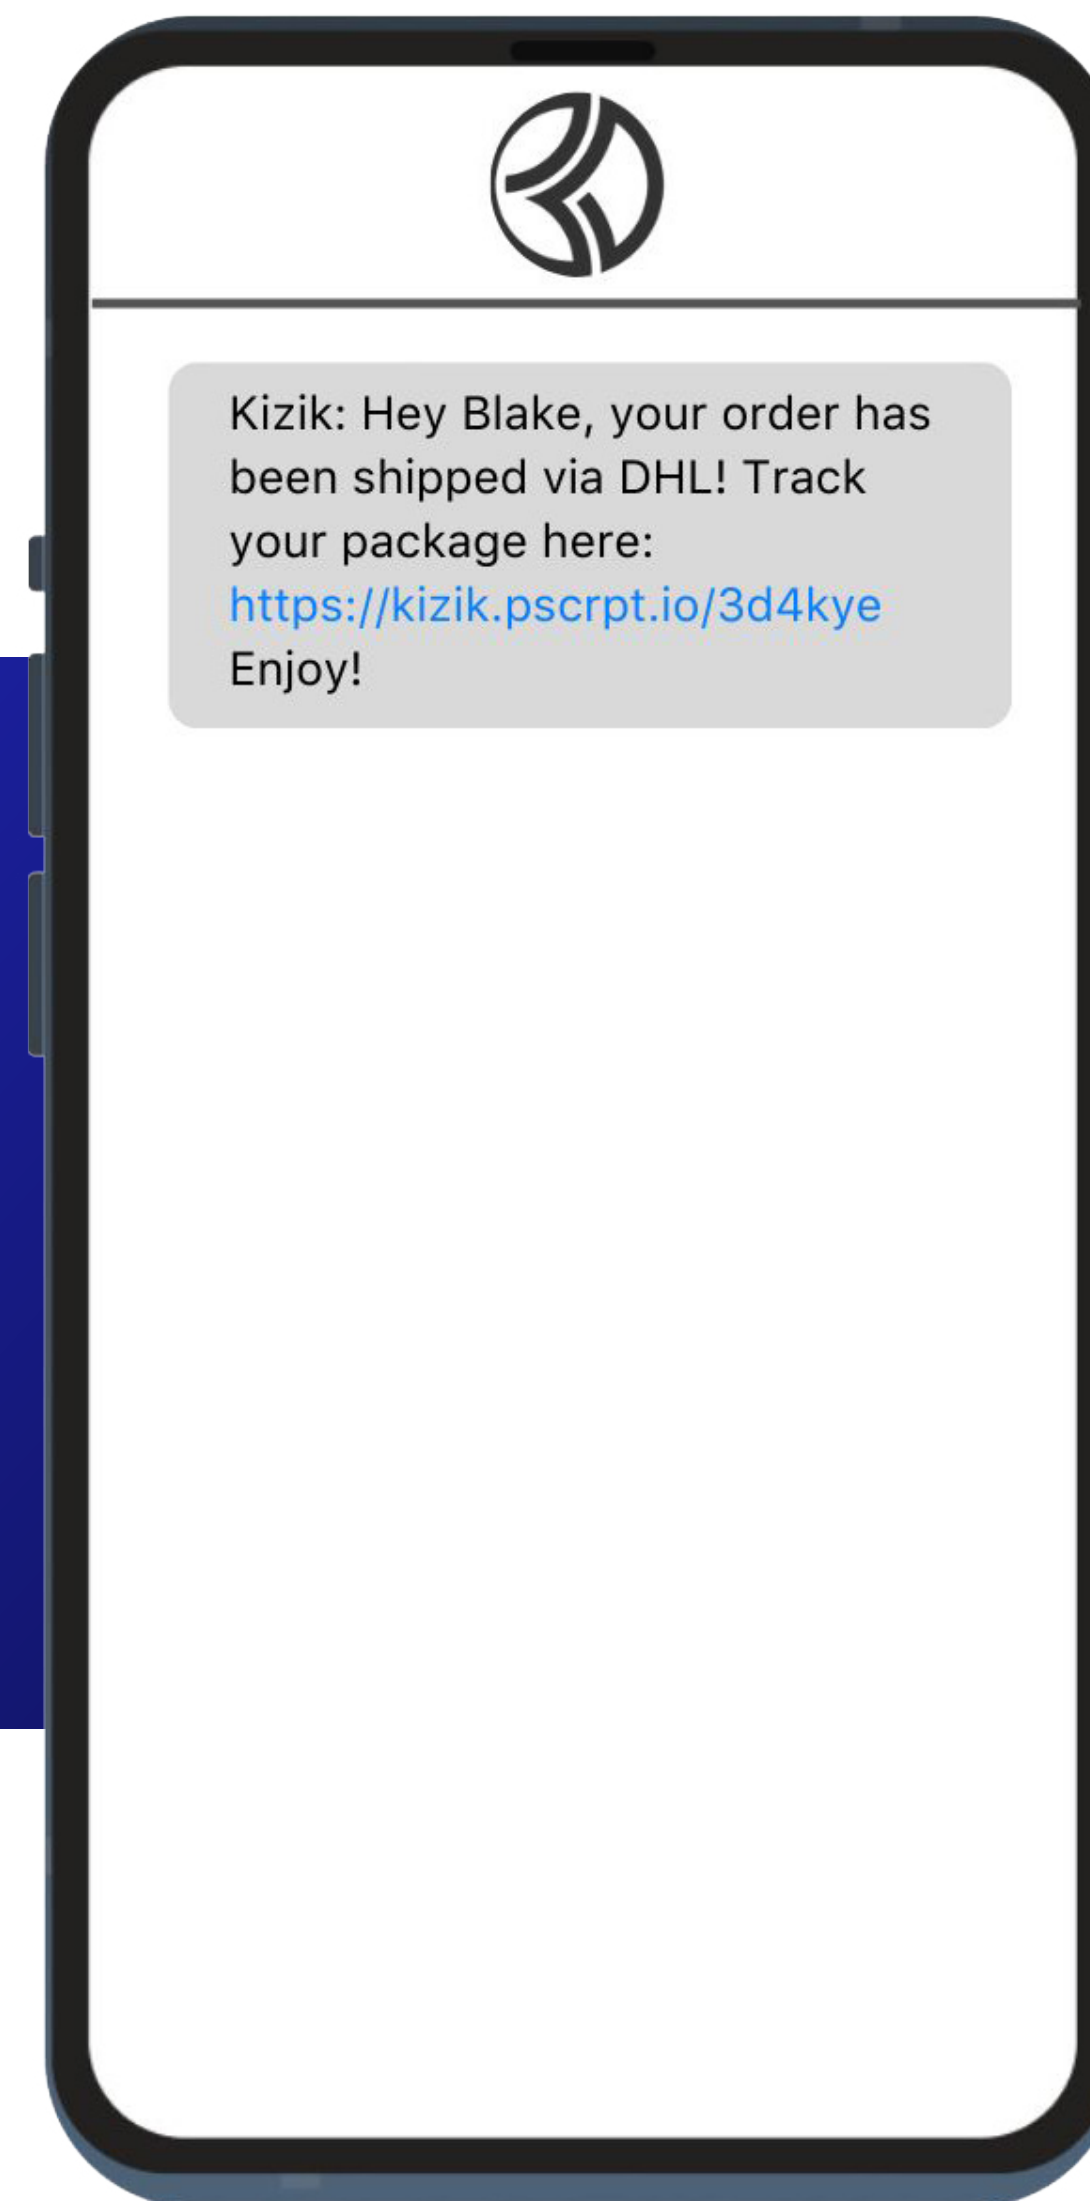 Kizik: Hey Blake, your order has
been shipped via DHL! Track
your package here:
https://kizik.pscrpt.io/3d4kye
Enjoy!